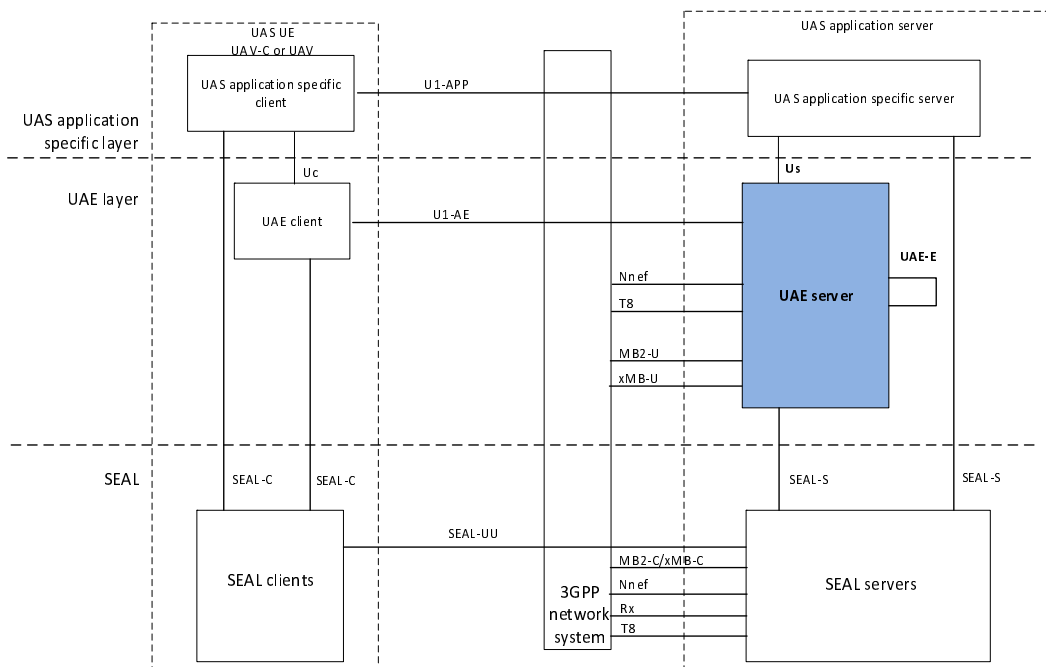 UAS UE
UAV-C or UAV
UAS application server
UAS application specific
client
U1-APP
UAS application specific server
UAS application
specific layer
Uc
Us
UAE layer
UAE client
U1-AE
UAE-E
Nnef
UAE server
T8
MB2-U
xMB-U
SEAL
SEAL-C
SEAL-C
SEAL-S
SEAL-S
SEAL-UU
MB2-C/xMB-C
SEAL clients
Nnef
SEAL servers
3GPP
network
system
Rx
T8